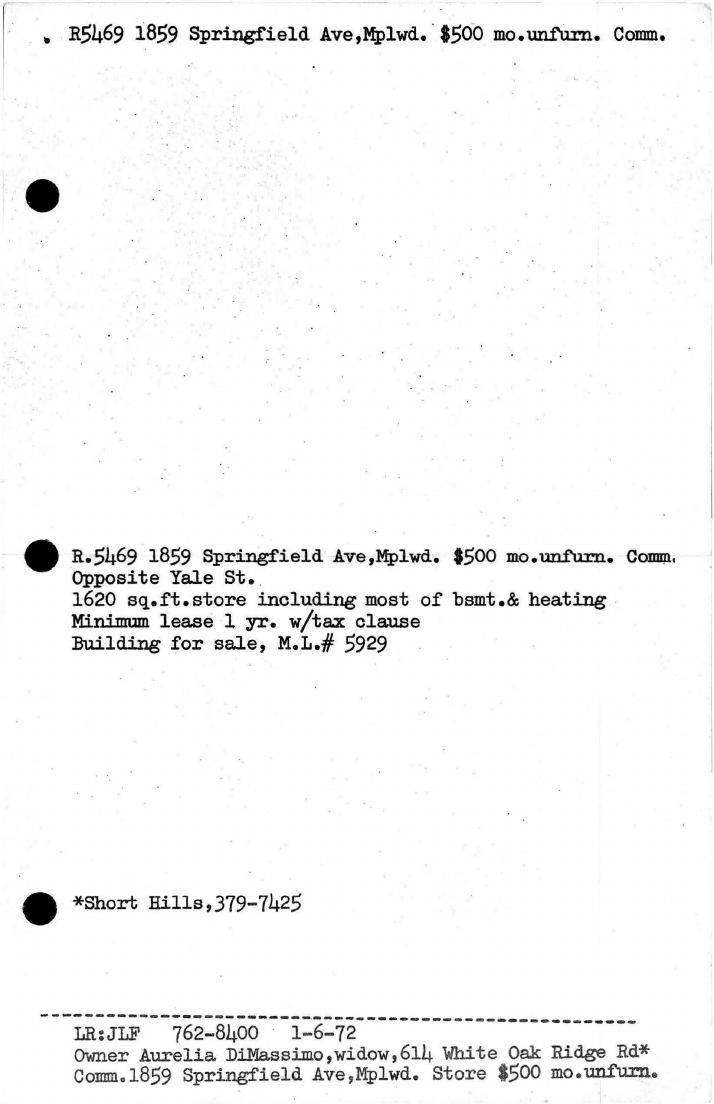 R5469 1859 Springfield Ave,Mplwd. $500 mo.unfurn. Comm.
R.5469 1859 Springfield Ave,Mplwd. $500 mo.unfurn. Comm.
Opposite Yale St.
1620 sq.ft.store including most of bsmt.& heating
Minimum lease 1 yr. w/tax clause
Building for sale, M.L.# 5929
*Short Hills,379-7425
LR:JLF 762-8400 1-6-72
Owner Aurelia DiMassimo,widow,614 White Oak Ridge Rd*
Comm.1859 Springfield Ave,Mplwd. Store $500 mo.unfurn.